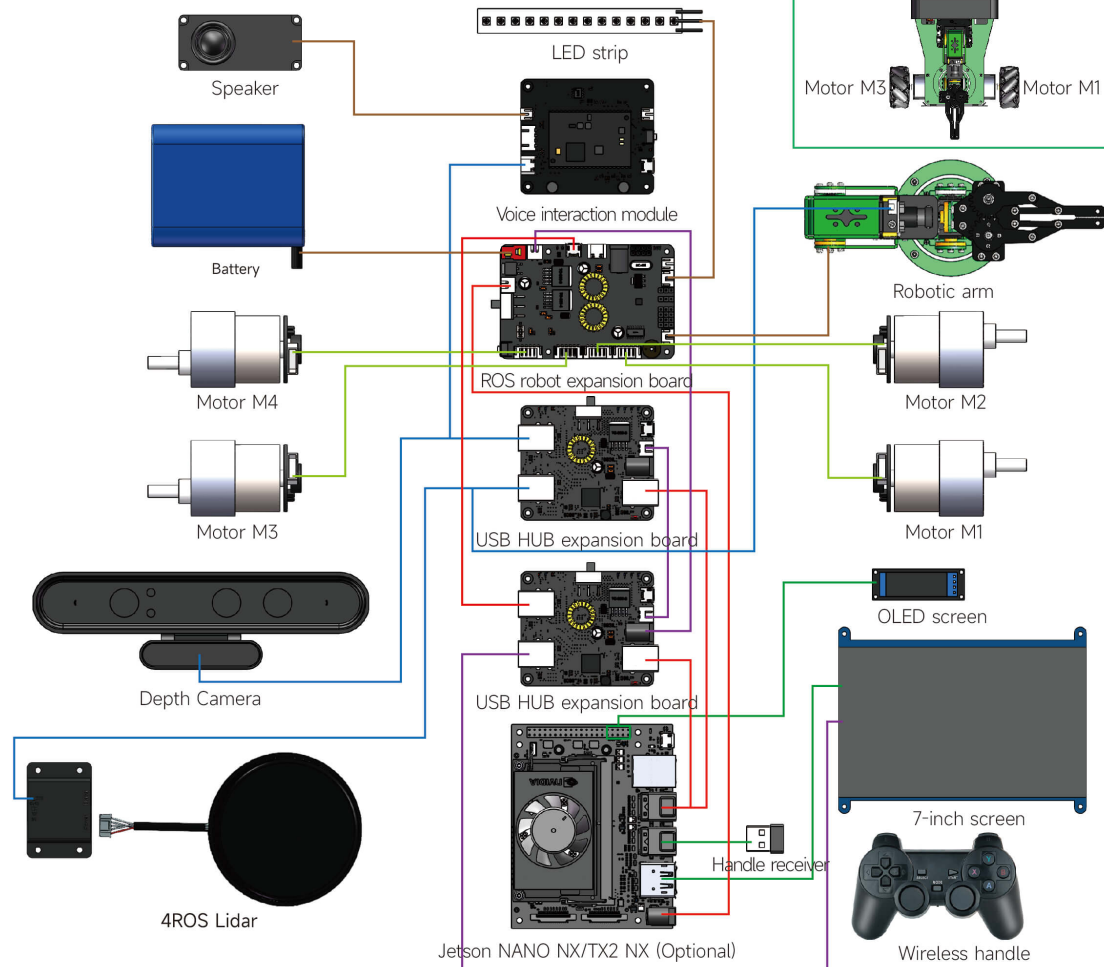 LED strip
Speaker
Motor M3
Motor M1
Voice interaction module
Battery
Robotic arm
ROS robot expansion board
Motor M4
Motor M2
USB HUB expansion board
Motor M3
Motor M1
OLED screen
Depth Camera
USB HUB expansion board
NVIDIA
7-inch screen
Handle receiver
4ROS Lidar
Jetson NANO NX/TX2 NX (Optional)
Wireless handle